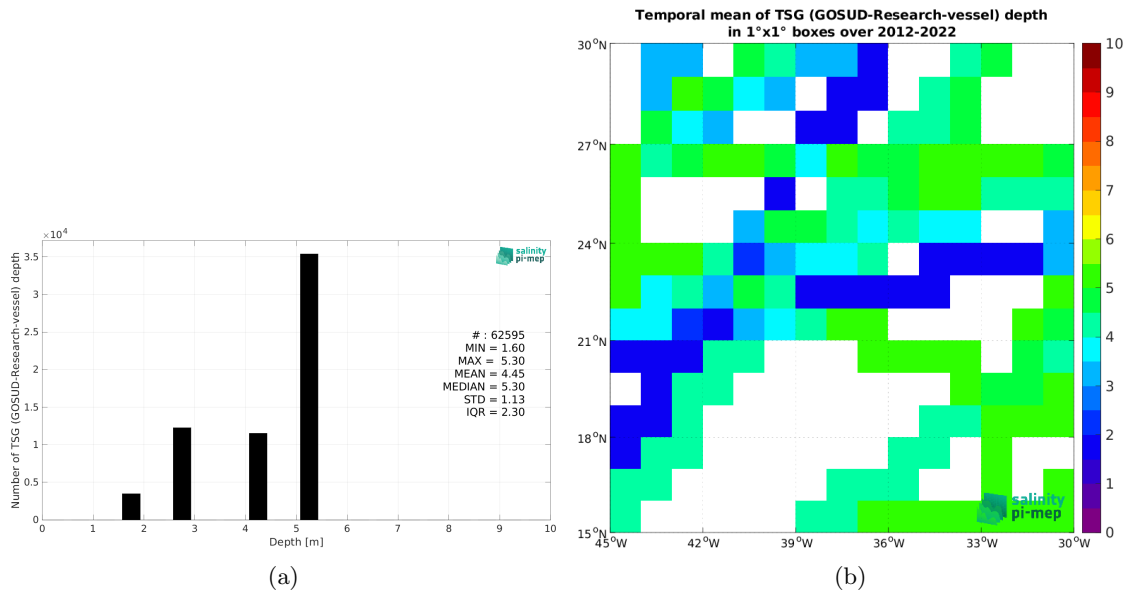 Temporal mean of TSG (GOSUD-Research-vessel) depth
in 1°x1° boxes over 2012-2022
×10⁴
3.5
3
2.5
2
1.5
1
0.5
0
Number of TSG (GOSUD-Research-vessel) depth
0 1 2 3 4 5 6 7 8 9 10
Depth [m]
salinity
pi-mep
# : 62595
MIN = 1.60
MAX = 5.30
MEAN = 4.45
MEDIAN = 5.30
STD = 1.13
IQR = 2.30
(a)
30°N
27°N
24°N
21°N
18°N
15°N
45°W 42°W 39°W 36°W 33°W 30°W
salinity
pi-mep
10
9
8
7
6
5
4
3
2
1
0
(b)